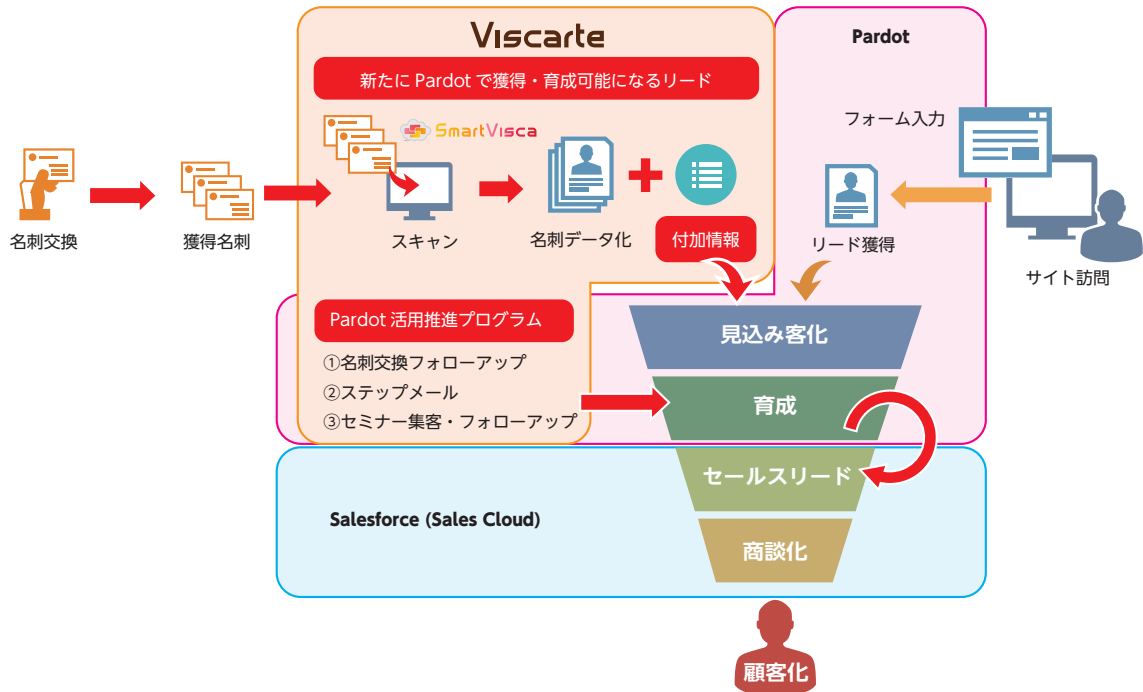 Viscarte
Pardot
新たに Pardot で獲得・育成可能になるリード
SmartVisca
フォーム入力
名刺交換
獲得名刺
スキャン
名刺データ化
付加情報
リード獲得
サイト訪問
Pardot 活用推進プログラム
①名刺交換フォローアップ
②ステップメール
③セミナー集客・フォローアップ
見込み客化
育成
セールスリード
Salesforce (Sales Cloud)
商談化
顧客化